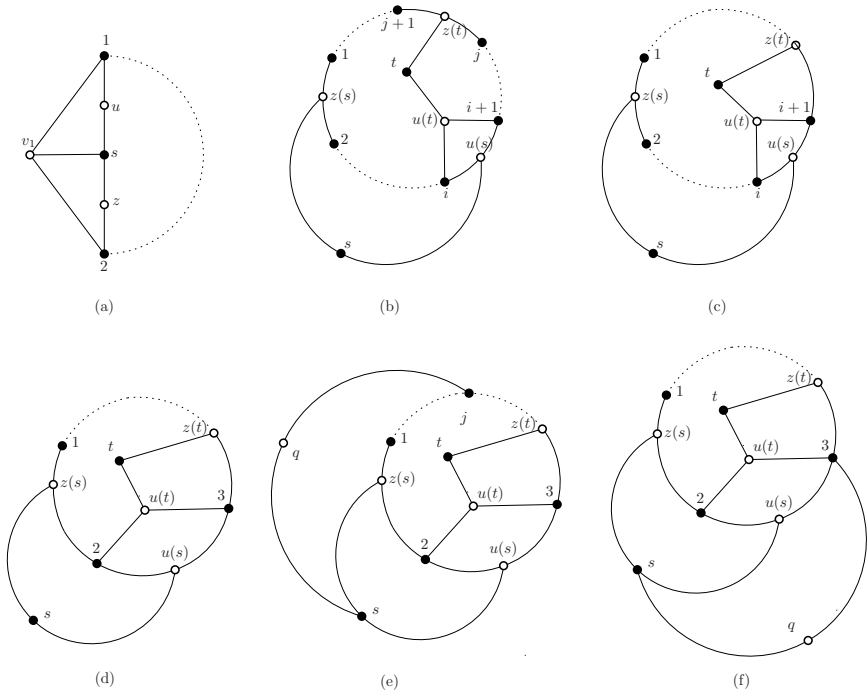 1
u
v₁
s
z
2
(a)
j + 1
z(t)
j
t
1
z(s)
i + 1
u(t)
2
u(s)
i
s
(b)
z(t)
1
t
z(s)
i + 1
u(t)
2
u(s)
i
s
(c)
z(t)
1
t
z(s)
3
u(t)
2
u(s)
s
(d)
j
z(t)
1
t
q
z(s)
3
u(t)
2
u(s)
s
(e)
z(t)
1
t
z(s)
3
u(t)
2
u(s)
s
q
(f)